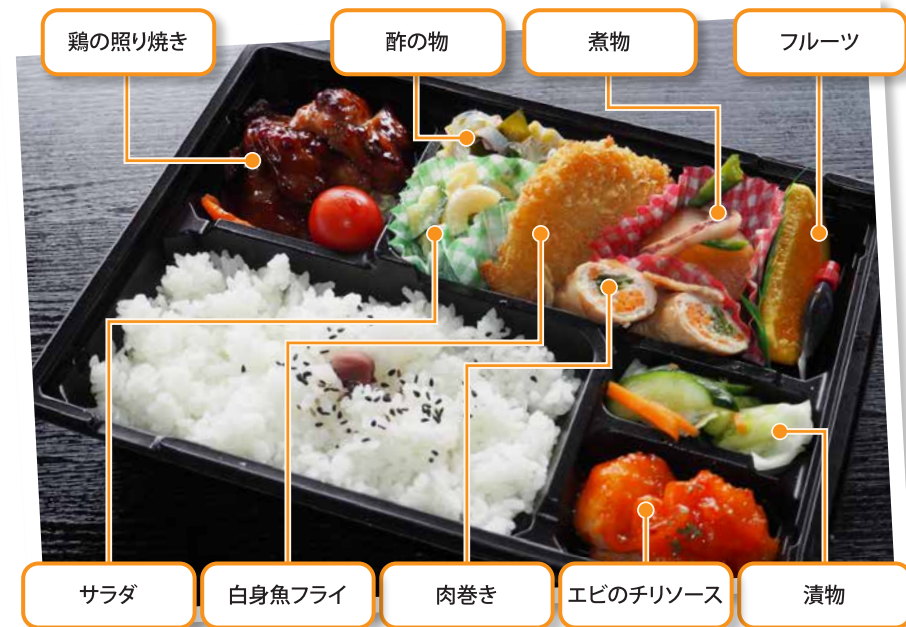 鶏の照り焼き
酢の物
煮物
フルーツ
サラダ
白身魚フライ
肉巻き
エビのチリソース
漬物